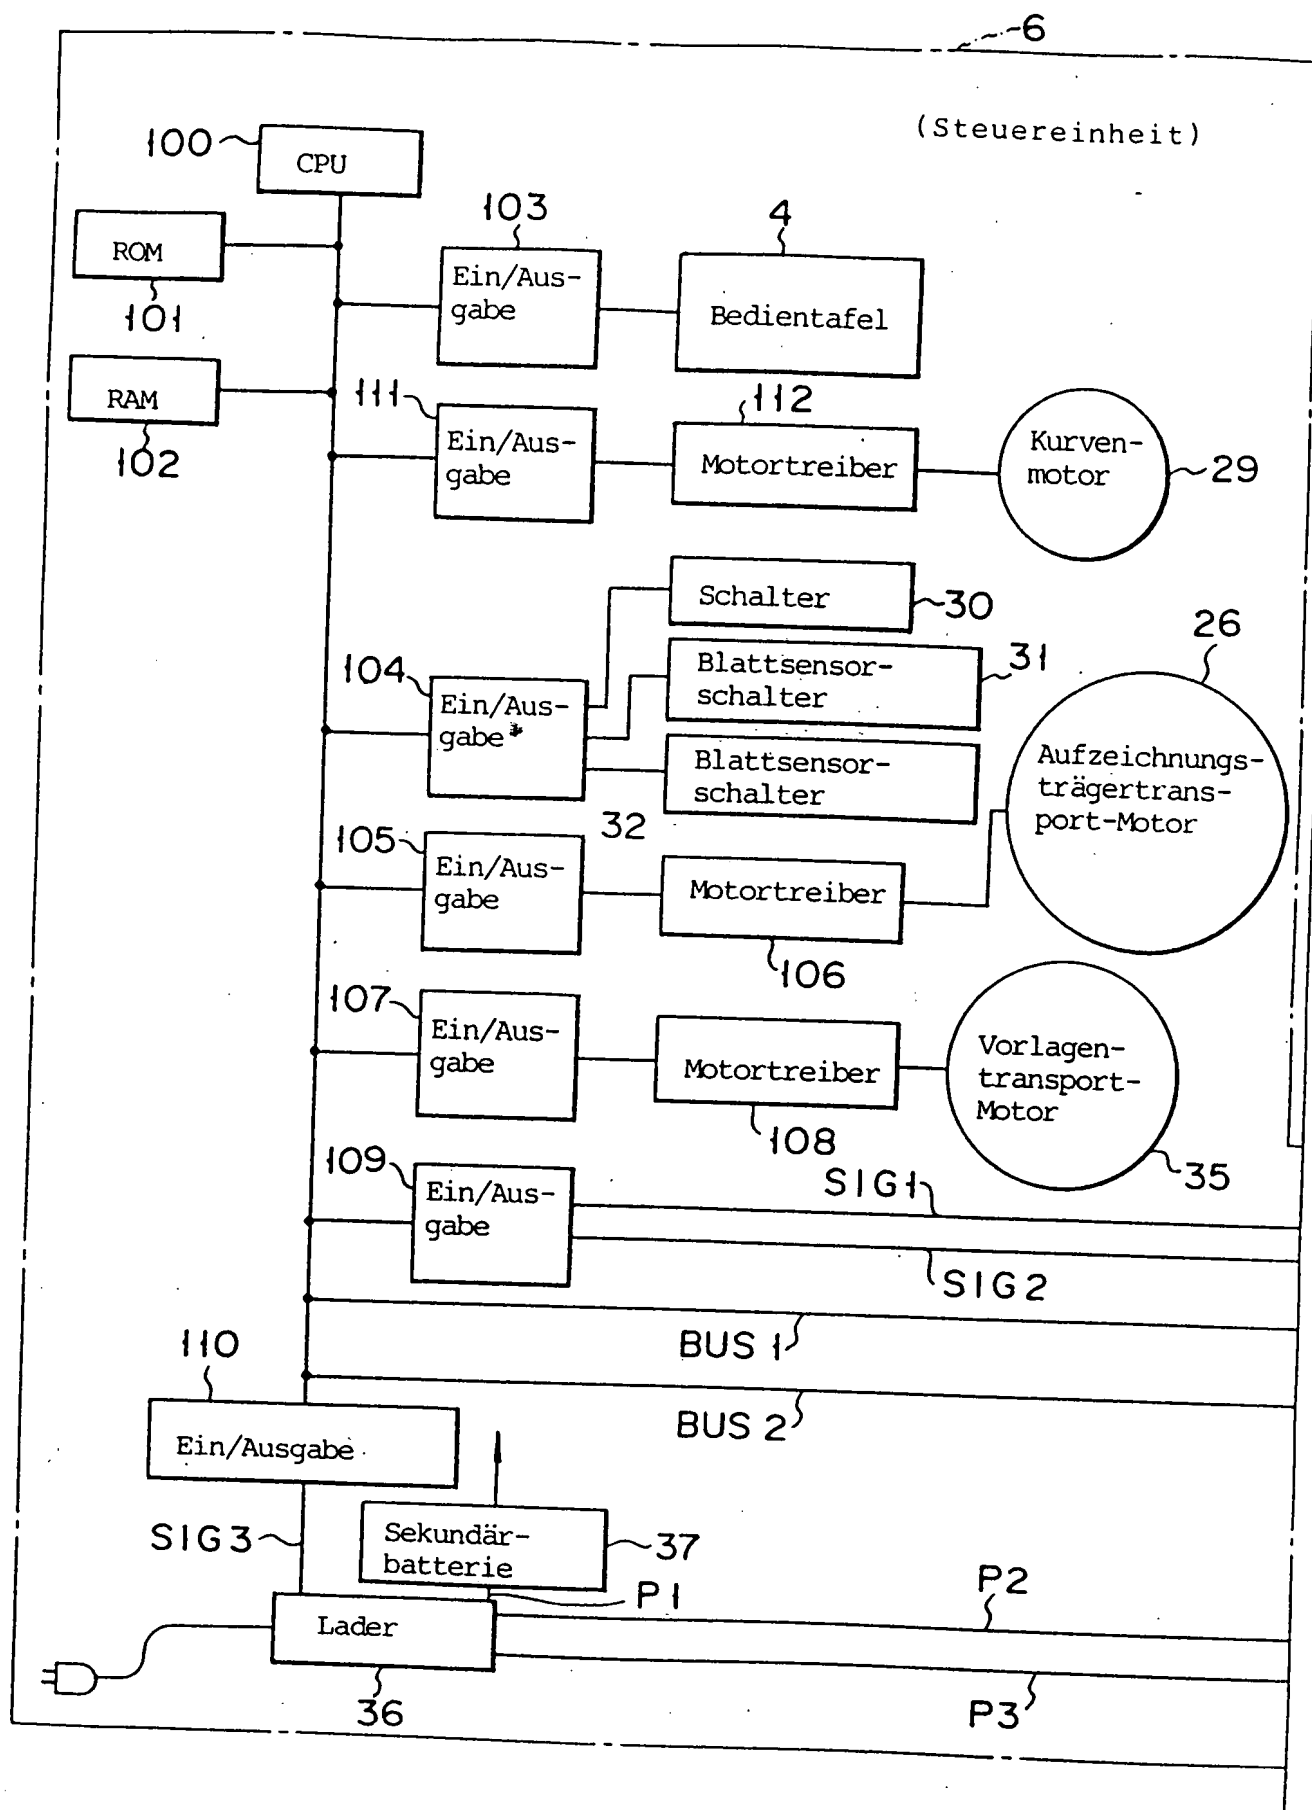 6
(Steuereinheit)
100
CPU
ROM
101
RAM
102
103
Ein/Aus-
gabe
4
Bedientafel
111
Ein/Aus-
gabe
112
Motortreiber
Kurven-
motor
29
Schalter
30
104
Ein/Aus-
gabe
Blattsensor-
schalter
31
Blattsensor-
schalter
32
26
Aufzeichnungs-
trägertrans-
port-Motor
105
Ein/Aus-
gabe
Motortreiber
106
107
Ein/Aus-
gabe
Motortreiber
108
Vorlagen-
transport-
Motor
35
109
Ein/Aus-
gabe
SIG1
SIG2
BUS 1
BUS 2
110
Ein/Ausgabe
SIG3
Sekundär-
batterie
37
P1
Lader
36
P2
P3